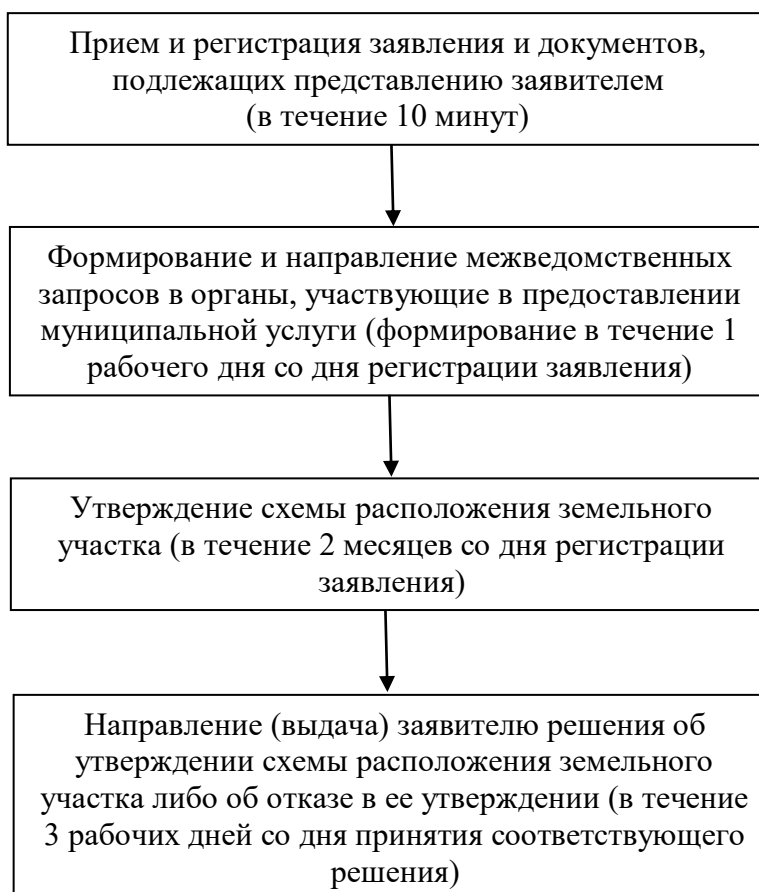 Прием и регистрация заявления и документов,
подлежащих представлению заявителем
(в течение 10 минут)
Формирование и направление межведомственных
запросов в органы, участвующие в предоставлении
муниципальной услуги (формирование в течение 1
рабочего дня со дня регистрации заявления)
Утверждение схемы расположения земельного
участка (в течение 2 месяцев со дня регистрации
заявления)
Направление (выдача) заявителю решения об
утверждении схемы расположения земельного
участка либо об отказе в ее утверждении (в течение
3 рабочих дней со дня принятия соответствующего
решения)